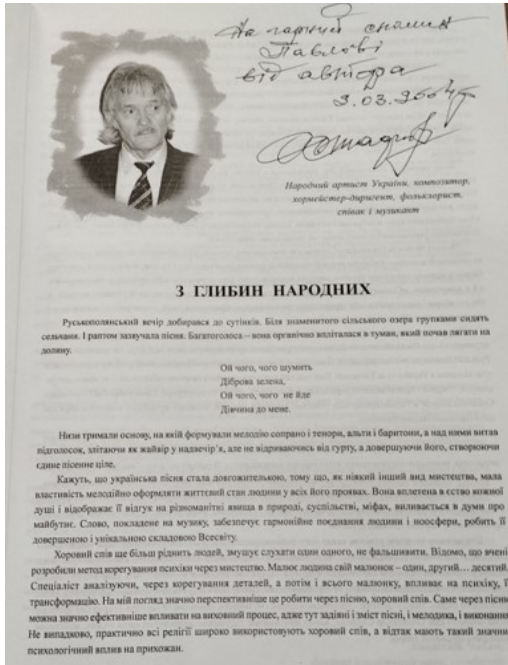 На гарний спомин
Павлові
від автора
Народний артист України, композитор,
хормейстер-диригент, фольклорист,
співак і музикант
З ГЛИБИН НАРОДНИХ
Руськополянський вечір добирався до сутінків. Біля знаменитого сільського озера групками сидять
сельчани. І раптом зазвучала пісня. Багатоголоса – вона органічно впліталася в туман, який почав лягати на
долину.
Ой чого, чого шумить
Діброва зелена,
Ой чого, чого не йде
Дівчина до мене.
Низи тримали основу, на якій формували мелодію сопрано і тенори, альти і баритони, а над ними витав
підголосок, злітаючи як жайвір у надвечір'я, але не відриваючись від гурту, а довершуючи його, створюючи
єдине пісенне ціле.
Кажуть, що українська пісня стала довгожителькою, тому що, як ніякий інший вид мистецтва, мала
властивість мелодійно оформляти життєвий стан людини у всіх його проявах. Вона вплетена в єство кожної
душі і відображає її відгук на різноманітні явища в природі, суспільстві, міфах, виливається в думи про
майбутнє. Слово, покладене на музику, забезпечує гармонійне поєднання людини і ноосфери, робить її
довершеною і унікальною складовою Всесвіту.
Хоровий спів ще більш ріднить людей, змушує слухати один одного, не фальшивити. Відомо, що вчені
розробили метод корегування психіки через мистецтво. Малює людина свій малюнок – один, другий... десятий.
Спеціаліст аналізуючи, через корегування деталей, а потім і всього малюнку, впливає на психіку, її
трансформацію. На мій погляд значно перспективніше це робити через пісню, хоровий спів. Саме через пісню
можна значно ефективніше впливати на виховний процес, адже тут задіяні і зміст пісні, і мелодика, і виконання
Не випадково, практично всі релігії широко використовують хоровий спів, а відтак мають такий значний
психологічний вплив на прихожан.